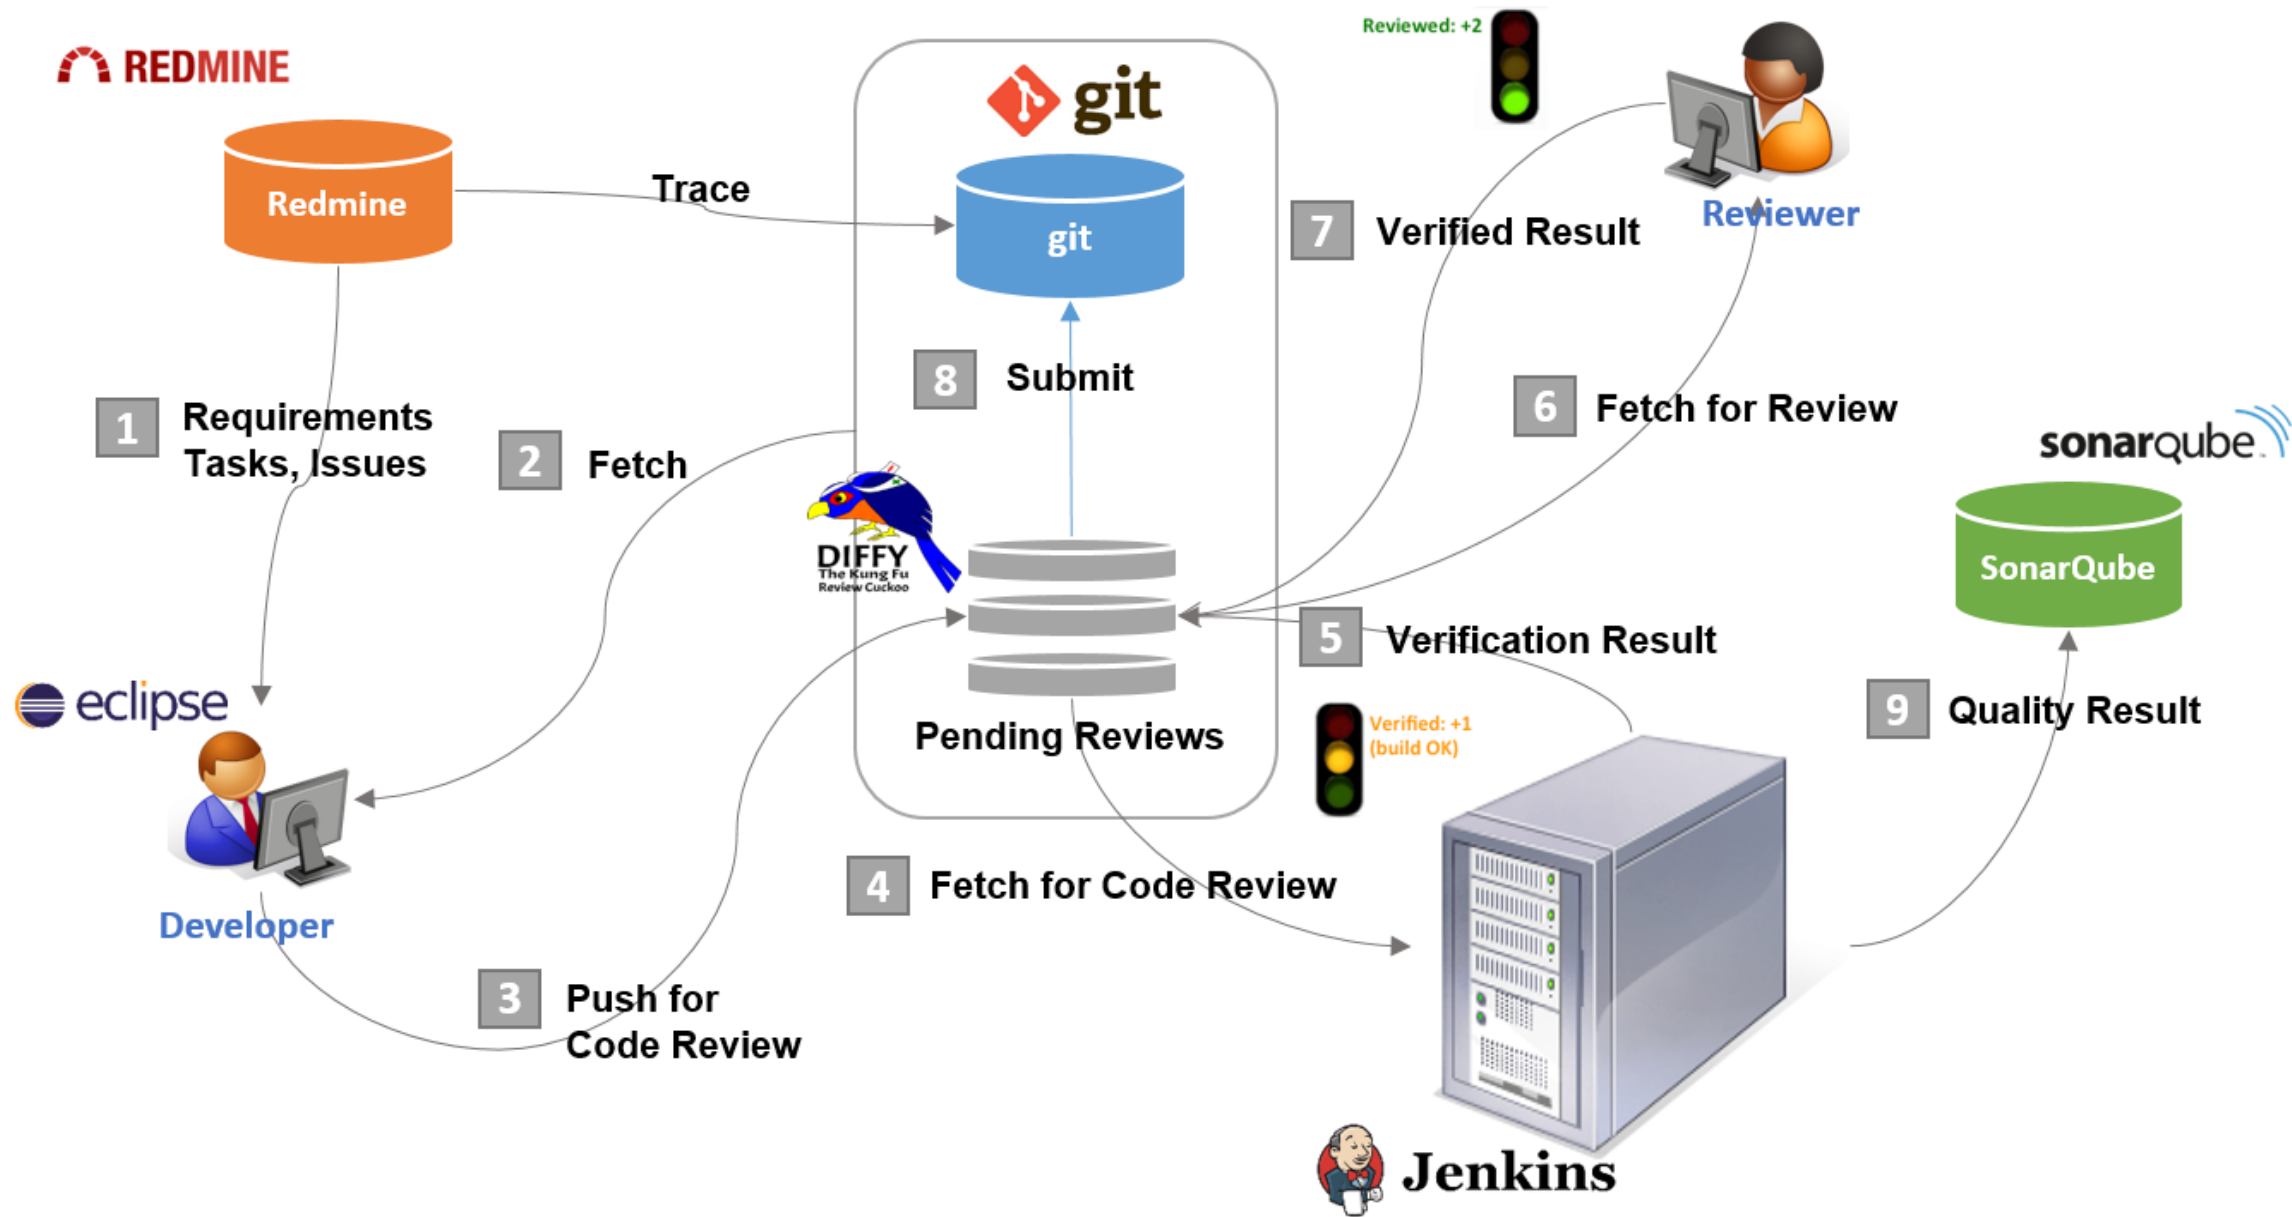 REDMINE
Redmine
Trace
git
git
Reviewed: +2
Reviewer
7 Verified Result
8 Submit
6 Fetch for Review
1 Requirements
Tasks, Issues
2 Fetch
sonarqube
SonarQube
DIFFY
The Kung Fu
Review Cuckoo
5 Verification Result
eclipse
Pending Reviews
Verified: +1
(build OK)
9 Quality Result
4 Fetch for Code Review
Developer
3 Push for
Code Review
Jenkins